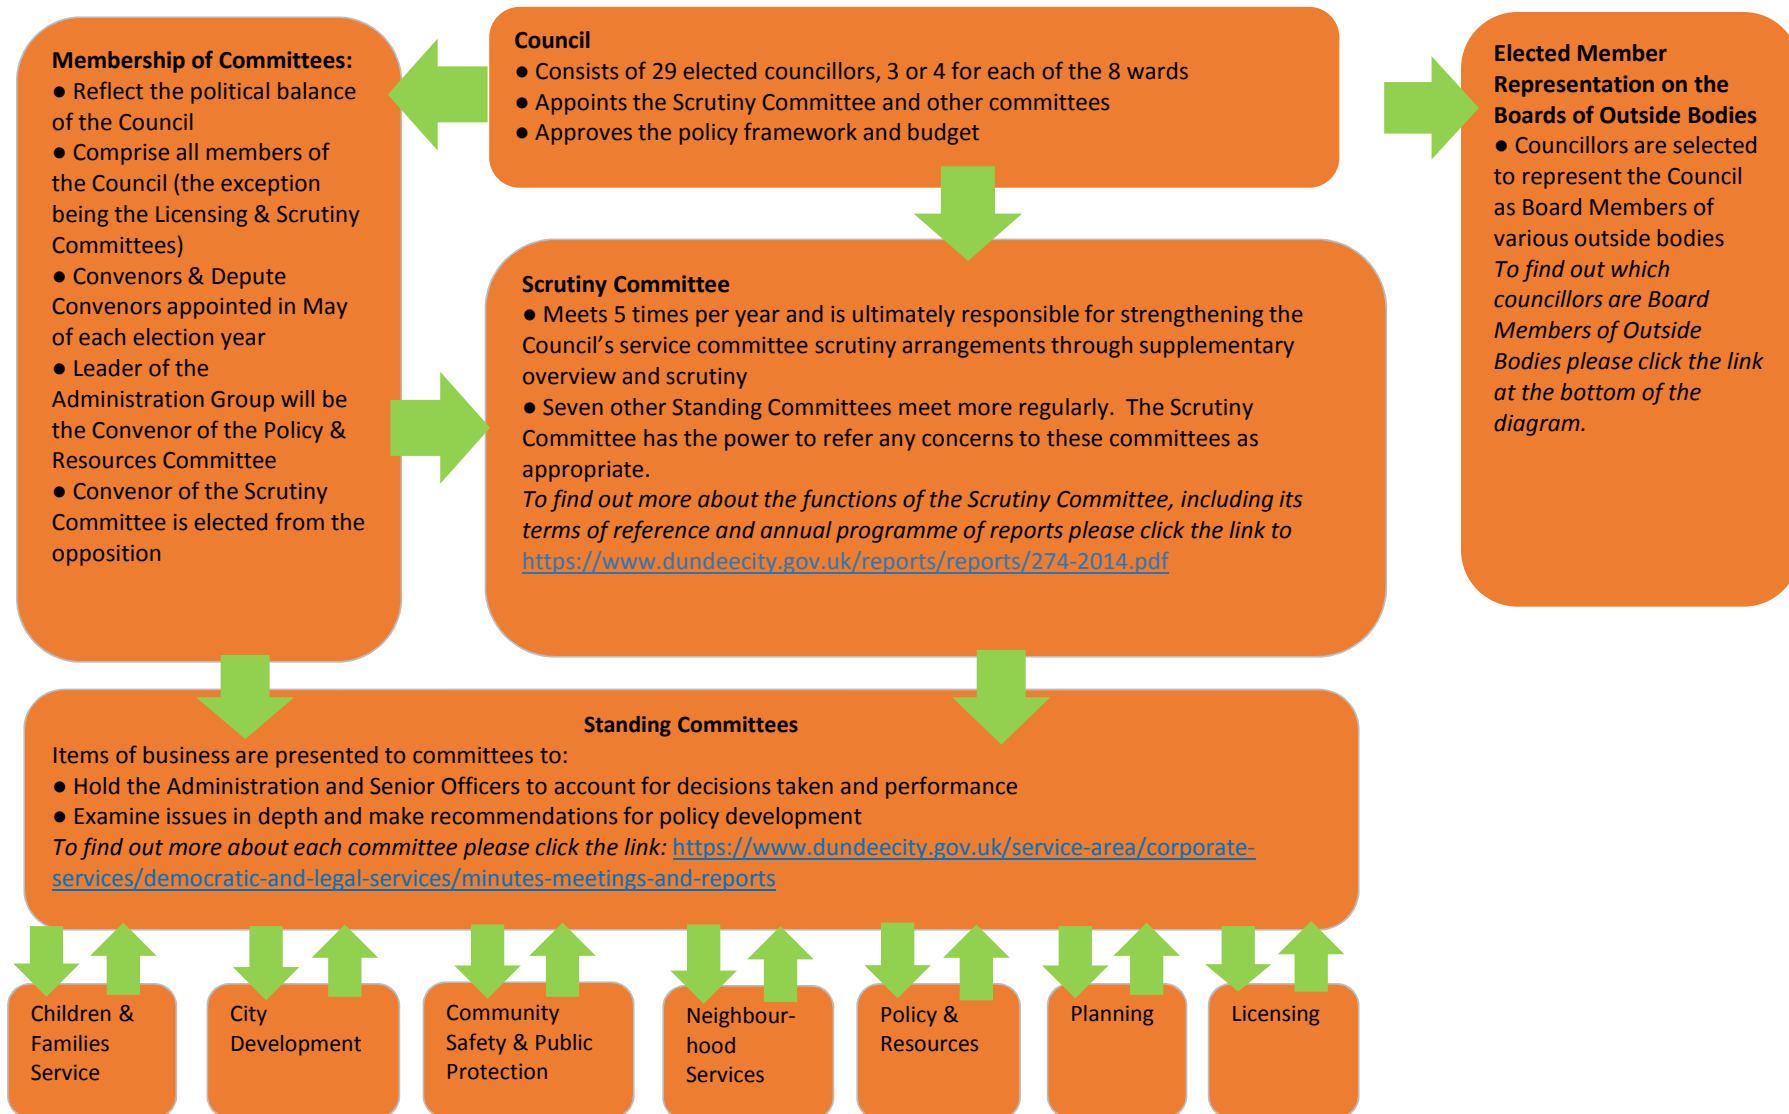 Membership of Committees:
● Reflect the political balance
of the Council
● Comprise all members of
the Council (the exception
being the Licensing & Scrutiny
Committees)
● Convenors & Depute
Convenors appointed in May
of each election year
● Leader of the
Administration Group will be
the Convenor of the Policy &
Resources Committee
● Convenor of the Scrutiny
Committee is elected from the
opposition
Council
● Consists of 29 elected councillors, 3 or 4 for each of the 8 wards
● Appoints the Scrutiny Committee and other committees
● Approves the policy framework and budget
Elected Member
Representation on the
Boards of Outside Bodies
● Councillors are selected
to represent the Council
as Board Members of
various outside bodies
To find out which
councillors are Board
Members of Outside
Bodies please click the link
at the bottom of the
diagram.
Scrutiny Committee
● Meets 5 times per year and is ultimately responsible for strengthening the
Council’s service committee scrutiny arrangements through supplementary
overview and scrutiny
● Seven other Standing Committees meet more regularly.  The Scrutiny
Committee has the power to refer any concerns to these committees as
appropriate.
To find out more about the functions of the Scrutiny Committee, including its
terms of reference and annual programme of reports please click the link to
https://www.dundeecity.gov.uk/reports/reports/274-2014.pdf
Standing Committees
Items of business are presented to committees to:
● Hold the Administration and Senior Officers to account for decisions taken and performance
● Examine issues in depth and make recommendations for policy development
To find out more about each committee please click the link: https://www.dundeecity.gov.uk/service-area/corporate-
services/democratic-and-legal-services/minutes-meetings-and-reports
Children &
Families
Service
City
Development
Community
Safety & Public
Protection
Neighbour-
hood
Services
Policy &
Resources
Planning
Licensing